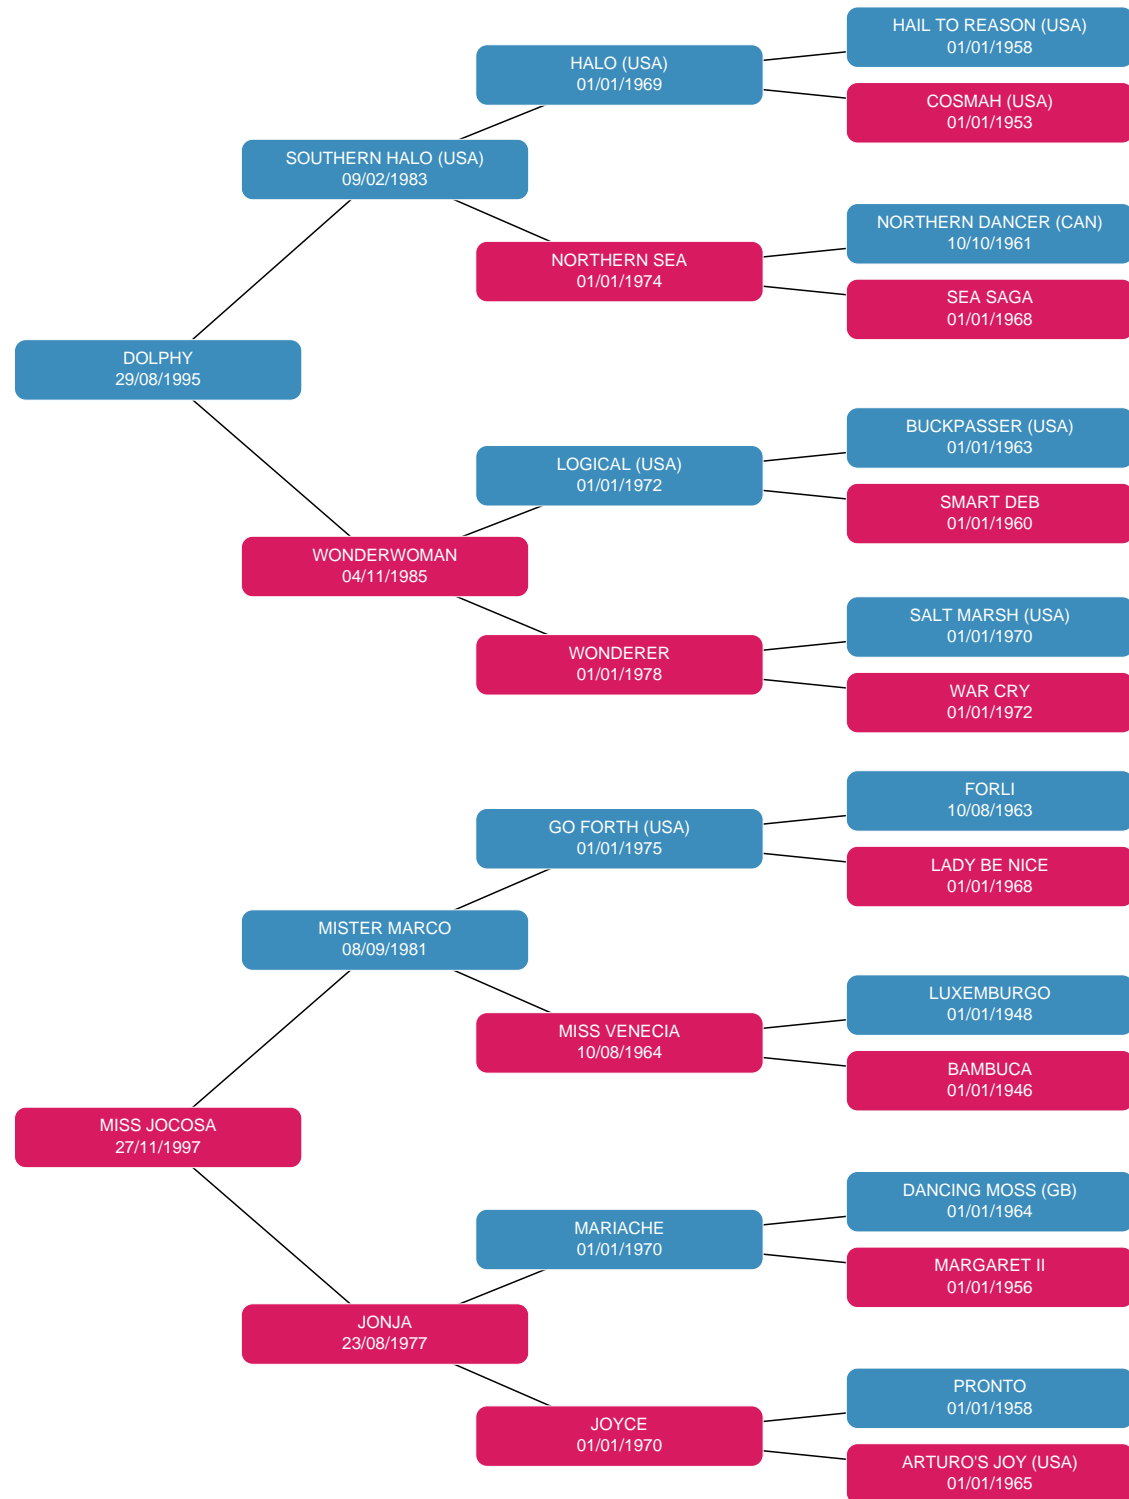 HAIL TO REASON (USA)
01/01/1958
HALO (USA)
01/01/1969
COSMAH (USA)
01/01/1953
SOUTHERN HALO (USA)
09/02/1983
NORTHERN DANCER (CAN)
10/10/1961
NORTHERN SEA
01/01/1974
SEA SAGA
01/01/1968
DOLPHY
29/08/1995
BUCKPASSER (USA)
01/01/1963
LOGICAL (USA)
01/01/1972
SMART DEB
01/01/1960
WONDERWOMAN
04/11/1985
SALT MARSH (USA)
01/01/1970
WONDERER
01/01/1978
WAR CRY
01/01/1972
FORLI
10/08/1963
GO FORTH (USA)
01/01/1975
LADY BE NICE
01/01/1968
MISTER MARCO
08/09/1981
LUXEMBURGO
01/01/1948
MISS VENECIA
10/08/1964
BAMBUCA
01/01/1946
MISS JOCOSA
27/11/1997
DANCING MOSS (GB)
01/01/1964
MARIACHE
01/01/1970
MARGARET II
01/01/1956
JONJA
23/08/1977
PRONTO
01/01/1958
JOYCE
01/01/1970
ARTURO'S JOY (USA)
01/01/1965